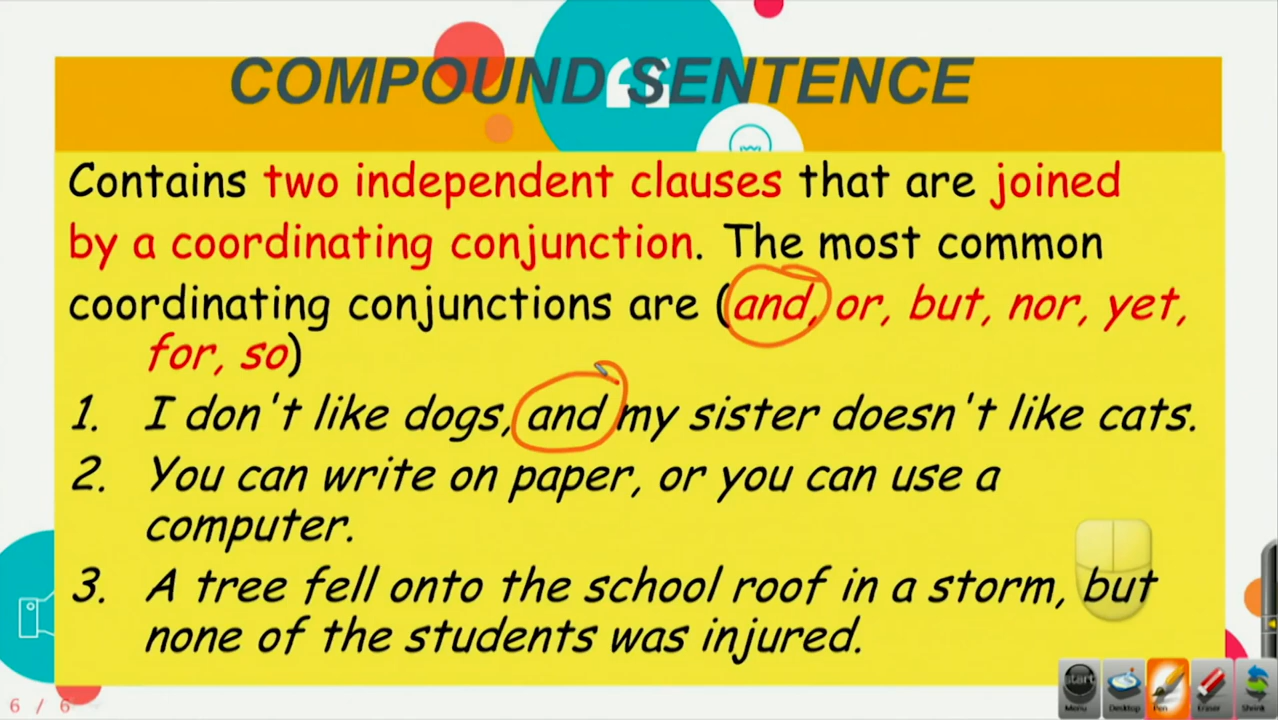 COMPOUND SENTENCE
Contains two independent clauses that are joined
by a coordinating conjunction. The most common
coordinating conjunctions are (and, or, but, nor, yet,
for, so)
1. I don't like dogs, and my sister doesn't like cats.
2. You can write on paper, or you can use a
computer.
3. A tree fell onto the school roof in a storm, but
none of the students was injured.
6 / 6
start
Menu Desktop Pen Eraser Shrink